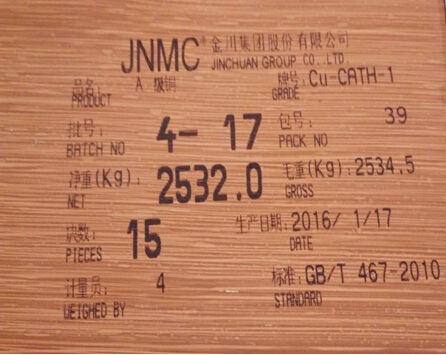 JNMC® 金川集团股份有限公司
JINCHUAN GROUP CO., LTD
品名: A 级铜 牌号: Cu-CATH-1
PRODUCT GRADE
批号: 4- 17 包号: 39
BATCH NO PACK NO
净重(Kg): 2532.0 毛重(Kg): 2534.5
NET GROSS
块数: 15 生产日期: 2016/ 1/17
PIECES DATE
计量员: 4 标准: GB/T 467-2010
WEIGHED BY STANDARD